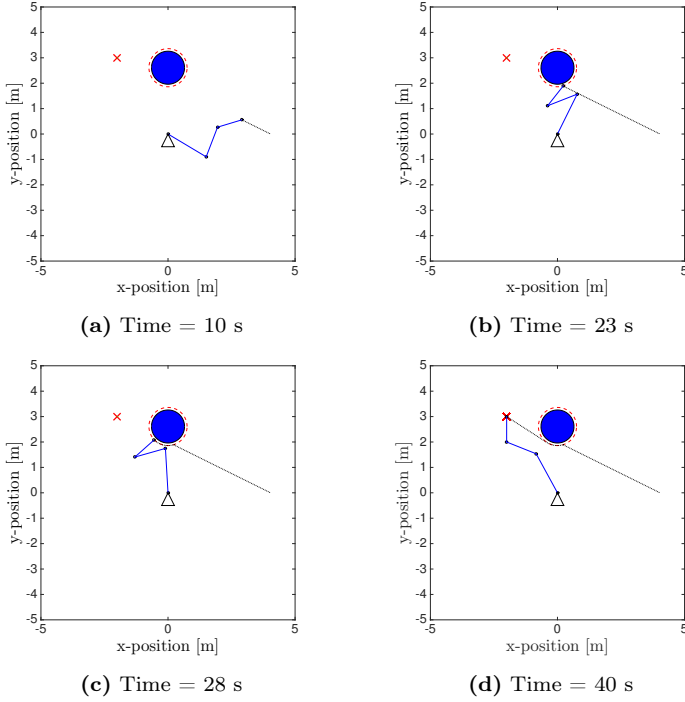 5
4
3
2
1
0
-1
-2
-3
-4
-5
y-position [m]
-5 0 5
x-position [m]
(a) Time = 10 s
5
4
3
2
1
0
-1
-2
-3
-4
-5
y-position [m]
-5 0 5
x-position [m]
(b) Time = 23 s
5
4
3
2
1
0
-1
-2
-3
-4
-5
y-position [m]
-5 0 5
x-position [m]
(c) Time = 28 s
5
4
3
2
1
0
-1
-2
-3
-4
-5
y-position [m]
-5 0 5
x-position [m]
(d) Time = 40 s